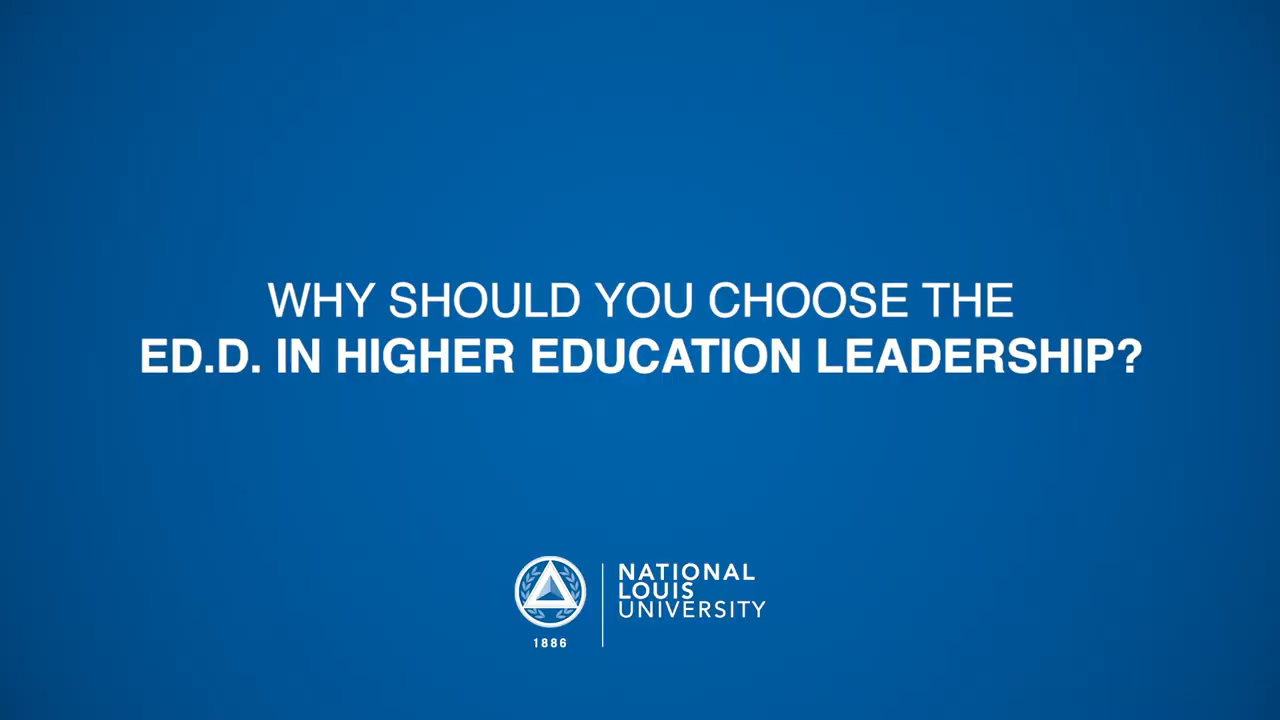 WHY SHOULD YOU CHOOSE THE
ED.D. IN HIGHER EDUCATION LEADERSHIP?
NATIONAL
LOUIS
UNIVERSITY
1886